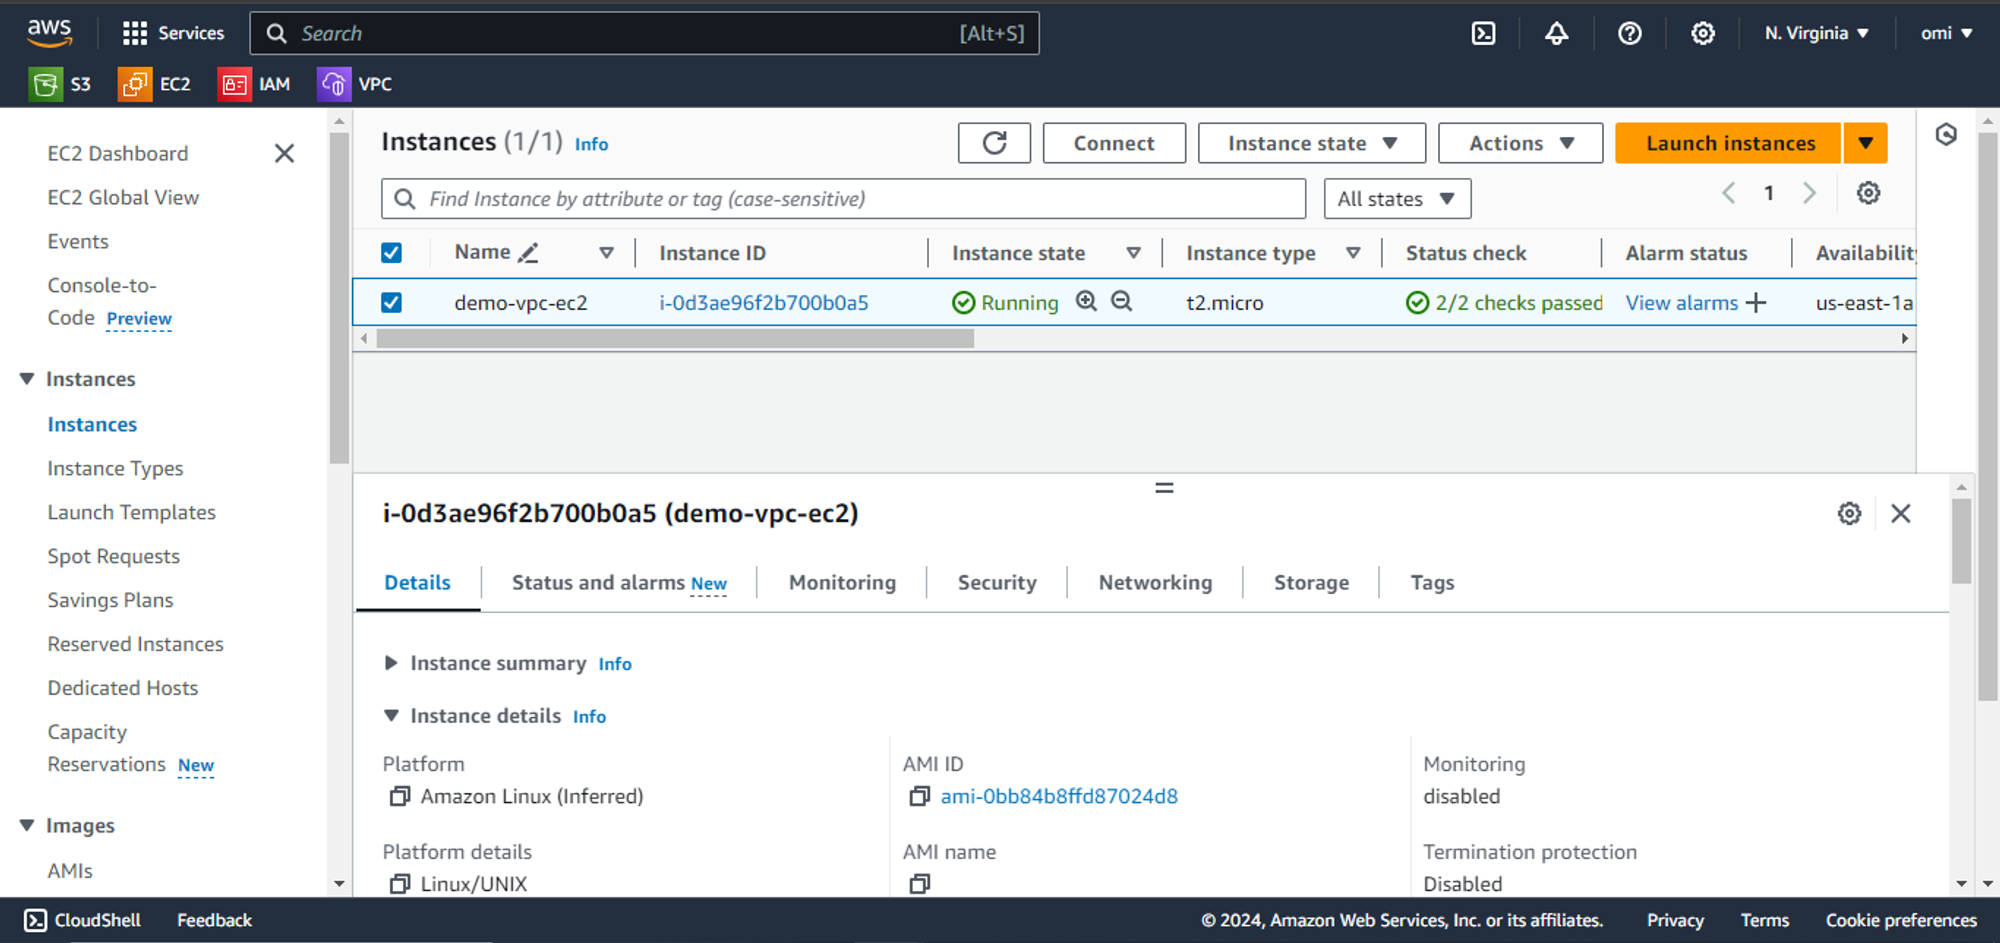 aws Services Search [Alt+S] N. Virginia omi
S3 EC2 IAM VPC
EC2 Dashboard
EC2 Global View
Events
Console-to-
Code Preview
Instances
Instances
Instance Types
Launch Templates
Spot Requests
Savings Plans
Reserved Instances
Dedicated Hosts
Capacity
Reservations New
Images
AMIs
Instances (1/1) Info Connect Instance state Actions Launch instances
Find Instance by attribute or tag (case-sensitive) All states 1
Name Instance ID Instance state Instance type Status check Alarm status Availability
demo-vpc-ec2 i-0d3ae96f2b700b0a5 Running t2.micro 2/2 checks passed View alarms us-east-1a
i-0d3ae96f2b700b0a5 (demo-vpc-ec2)
Details Status and alarms New Monitoring Security Networking Storage Tags
Instance summary Info
Instance details Info
Platform AMI ID Monitoring
Amazon Linux (Inferred) ami-0bb84b8ffd87024d8 disabled
Platform details AMI name Termination protection
Linux/UNIX Disabled
CloudShell Feedback © 2024, Amazon Web Services, Inc. or its affiliates. Privacy Terms Cookie preferences